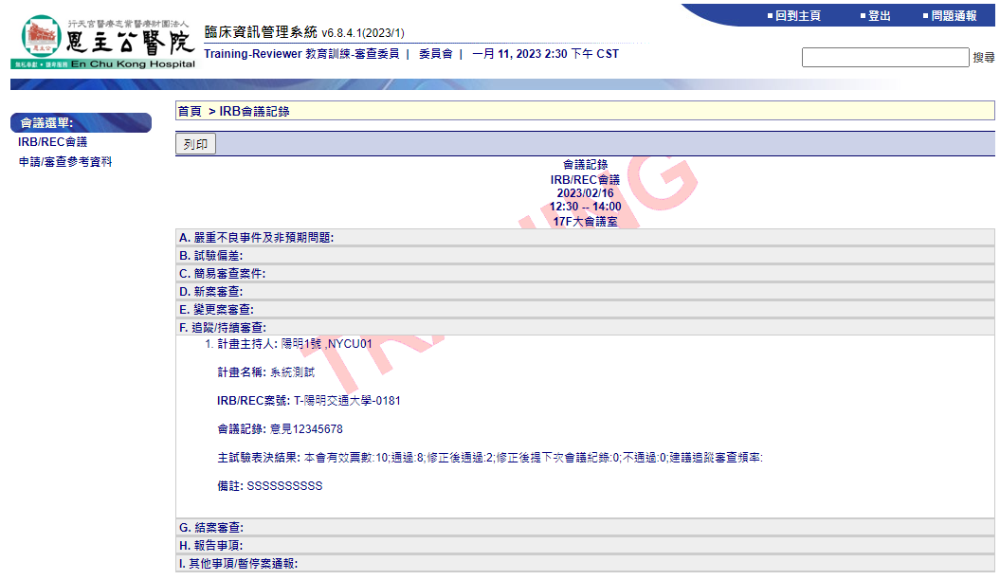 行天宮醫療志業醫療財團法人
恩主公醫院
En Chu Kong Hospital
臨床資訊管理系統 v6.8.4.1(2023/1)
Training-Reviewer 教育訓練-審查委員 | 委員會 | 一月 11, 2023 2:30 下午 CST
回到主頁 登出 問題通報
搜尋
會議選單:
IRB/REC會議
申請/審查參考資料
首頁 > IRB會議記錄
列印
會議記錄
IRB/REC會議
2023/02/16
12:30 -- 14:00
17F大會議室
TRAINING
A. 嚴重不良事件及非預期問題:
B. 試驗偏差:
C. 簡易審查案件:
D. 新案審查:
E. 變更案審查:
F. 追蹤/持續審查:
1. 計畫主持人: 陽明1號 ,NYCU01
計畫名稱: 系統測試
IRB/REC案號: T-陽明交通大學-0181
會議記錄: 意見12345678
主試驗表決結果: 本會有效票數:10;通過:8;修正後通過:2;修正後提下次會議紀錄:0;不通過:0;建議追蹤審查頻率:
備註: SSSSSSSSSS
G. 結案審查:
H. 報告事項:
I. 其他事項/暫停案通報: